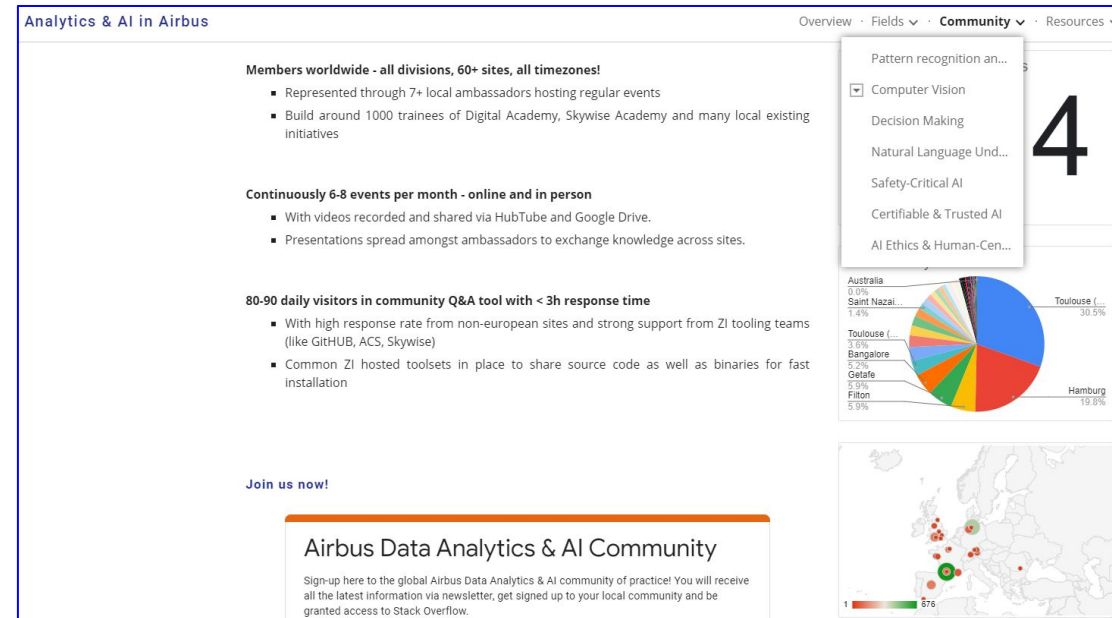 Analytics & AI in Airbus
Overview · Fields · Community · Resources
Members worldwide - all divisions, 60+ sites, all timezones!
Represented through 7+ local ambassadors hosting regular events
Build around 1000 trainees of Digital Academy, Skywise Academy and many local existing
initiatives
Continuously 6-8 events per month - online and in person
With videos recorded and shared via HubTube and Google Drive.
Presentations spread amongst ambassadors to exchange knowledge across sites.
80-90 daily visitors in community Q&A tool with < 3h response time
With high response rate from non-european sites and strong support from ZI tooling teams
(like GitHUB, ACS, Skywise)
Common ZI hosted toolsets in place to share source code as well as binaries for fast
installation
Join us now!
Airbus Data Analytics & AI Community
Sign-up here to the global Airbus Data Analytics & AI community of practice! You will receive
all the latest information via newsletter, get signed up to your local community and be
granted access to Stack Overflow.
Pattern recognition an...
Computer Vision
Decision Making
Natural Language Und...
Safety-Critical AI
Certifiable & Trusted AI
AI Ethics & Human-Cen...
4
Australia
0.0%
Saint Nazai...
1.4%
Toulouse (...
3.6%
Bangalore
5.2%
Getafe
5.9%
Filton
5.9%
Toulouse (...
30.5%
Hamburg
19.8%
1
676